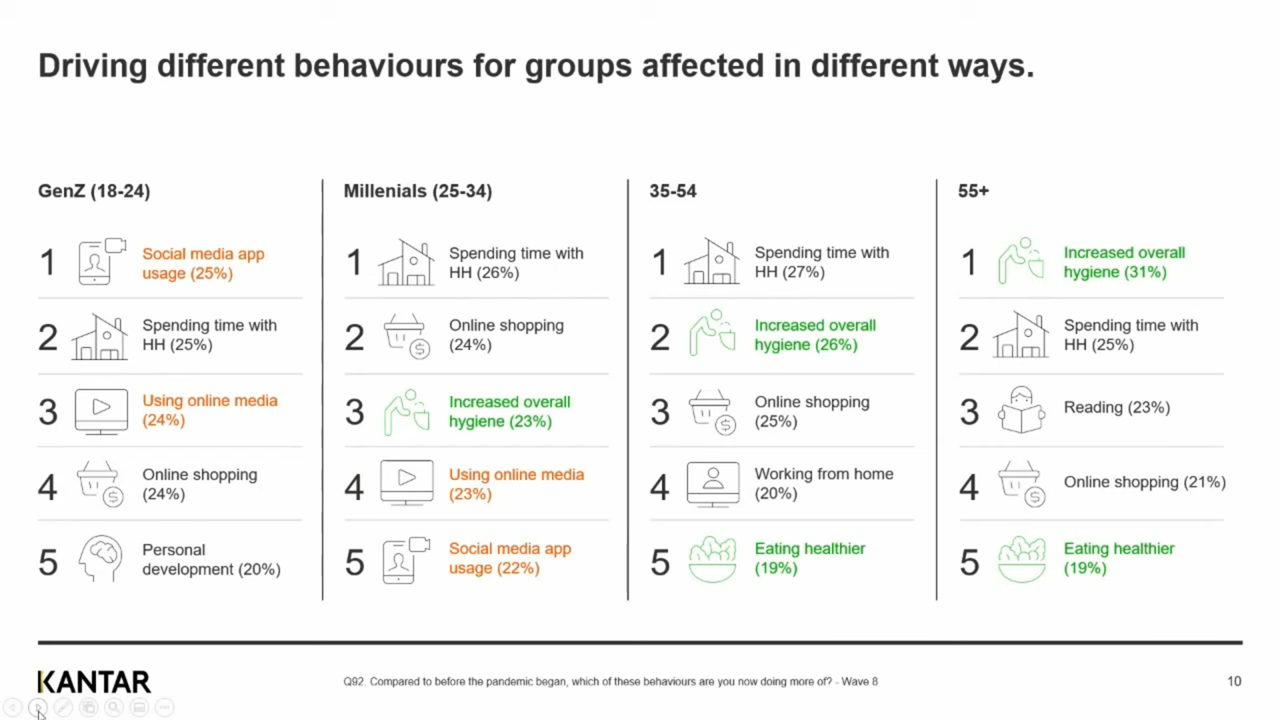 Driving different behaviours for groups affected in different ways.
GenZ (18-24)
1
Social media app
usage (25%)
2
Spending time with
HH (25%)
3
Using online media
(24%)
4
Online shopping
(24%)
5
Personal
development (20%)
Millenials (25-34)
1
Spending time with
HH (26%)
2
Online shopping
(24%)
3
Increased overall
hygiene (23%)
4
Using online media
(23%)
5
Social media app
usage (22%)
35-54
1
Spending time with
HH (27%)
2
Increased overall
hygiene (26%)
3
Online shopping
(25%)
4
Working from home
(20%)
5
Eating healthier
(19%)
55+
1
Increased overall
hygiene (31%)
2
Spending time with
HH (25%)
3
Reading (23%)
4
Online shopping (21%)
5
Eating healthier
(19%)
KANTAR
Q92. Compared to before the pandemic began, which of these behaviours are you now doing more of? - Wave 8
10